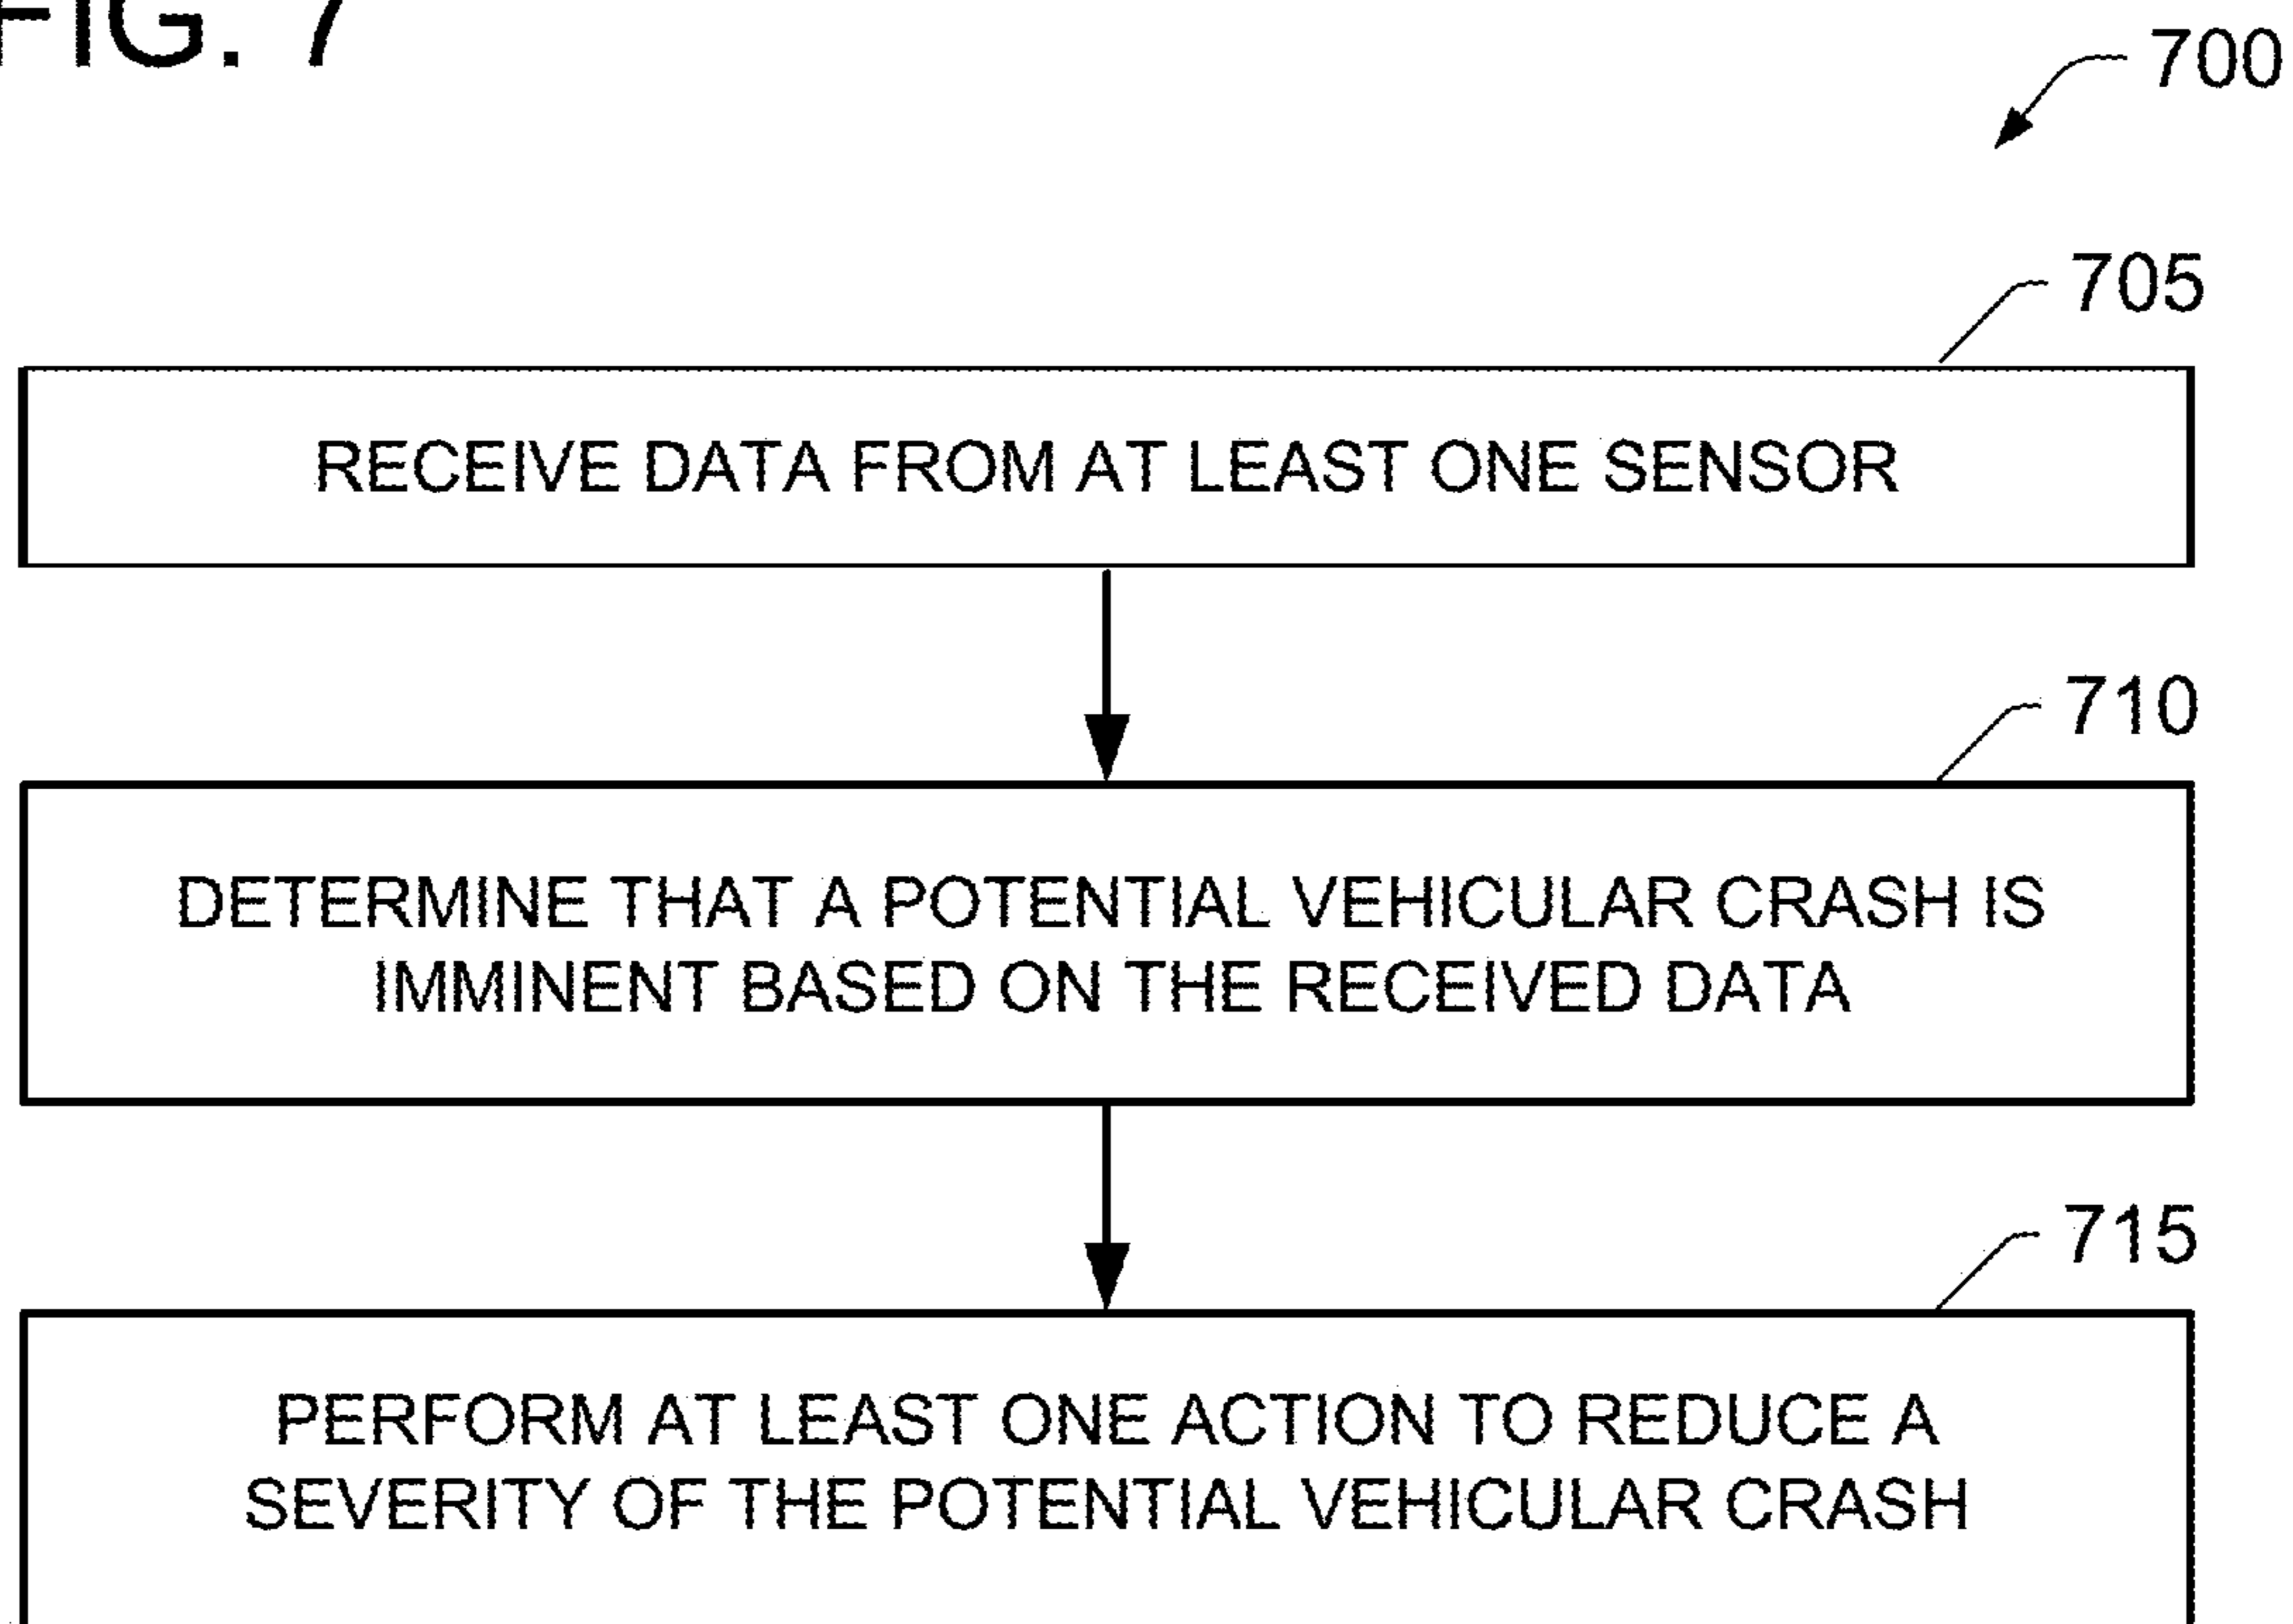 FIG. 7
700
705
RECEIVE DATA FROM AT LEAST ONE SENSOR
710
DETERMINE THAT A POTENTIAL VEHICULAR CRASH IS
IMMINENT BASED ON THE RECEIVED DATA
715
PERFORM AT LEAST ONE ACTION TO REDUCE A
SEVERITY OF THE POTENTIAL VEHICULAR CRASH